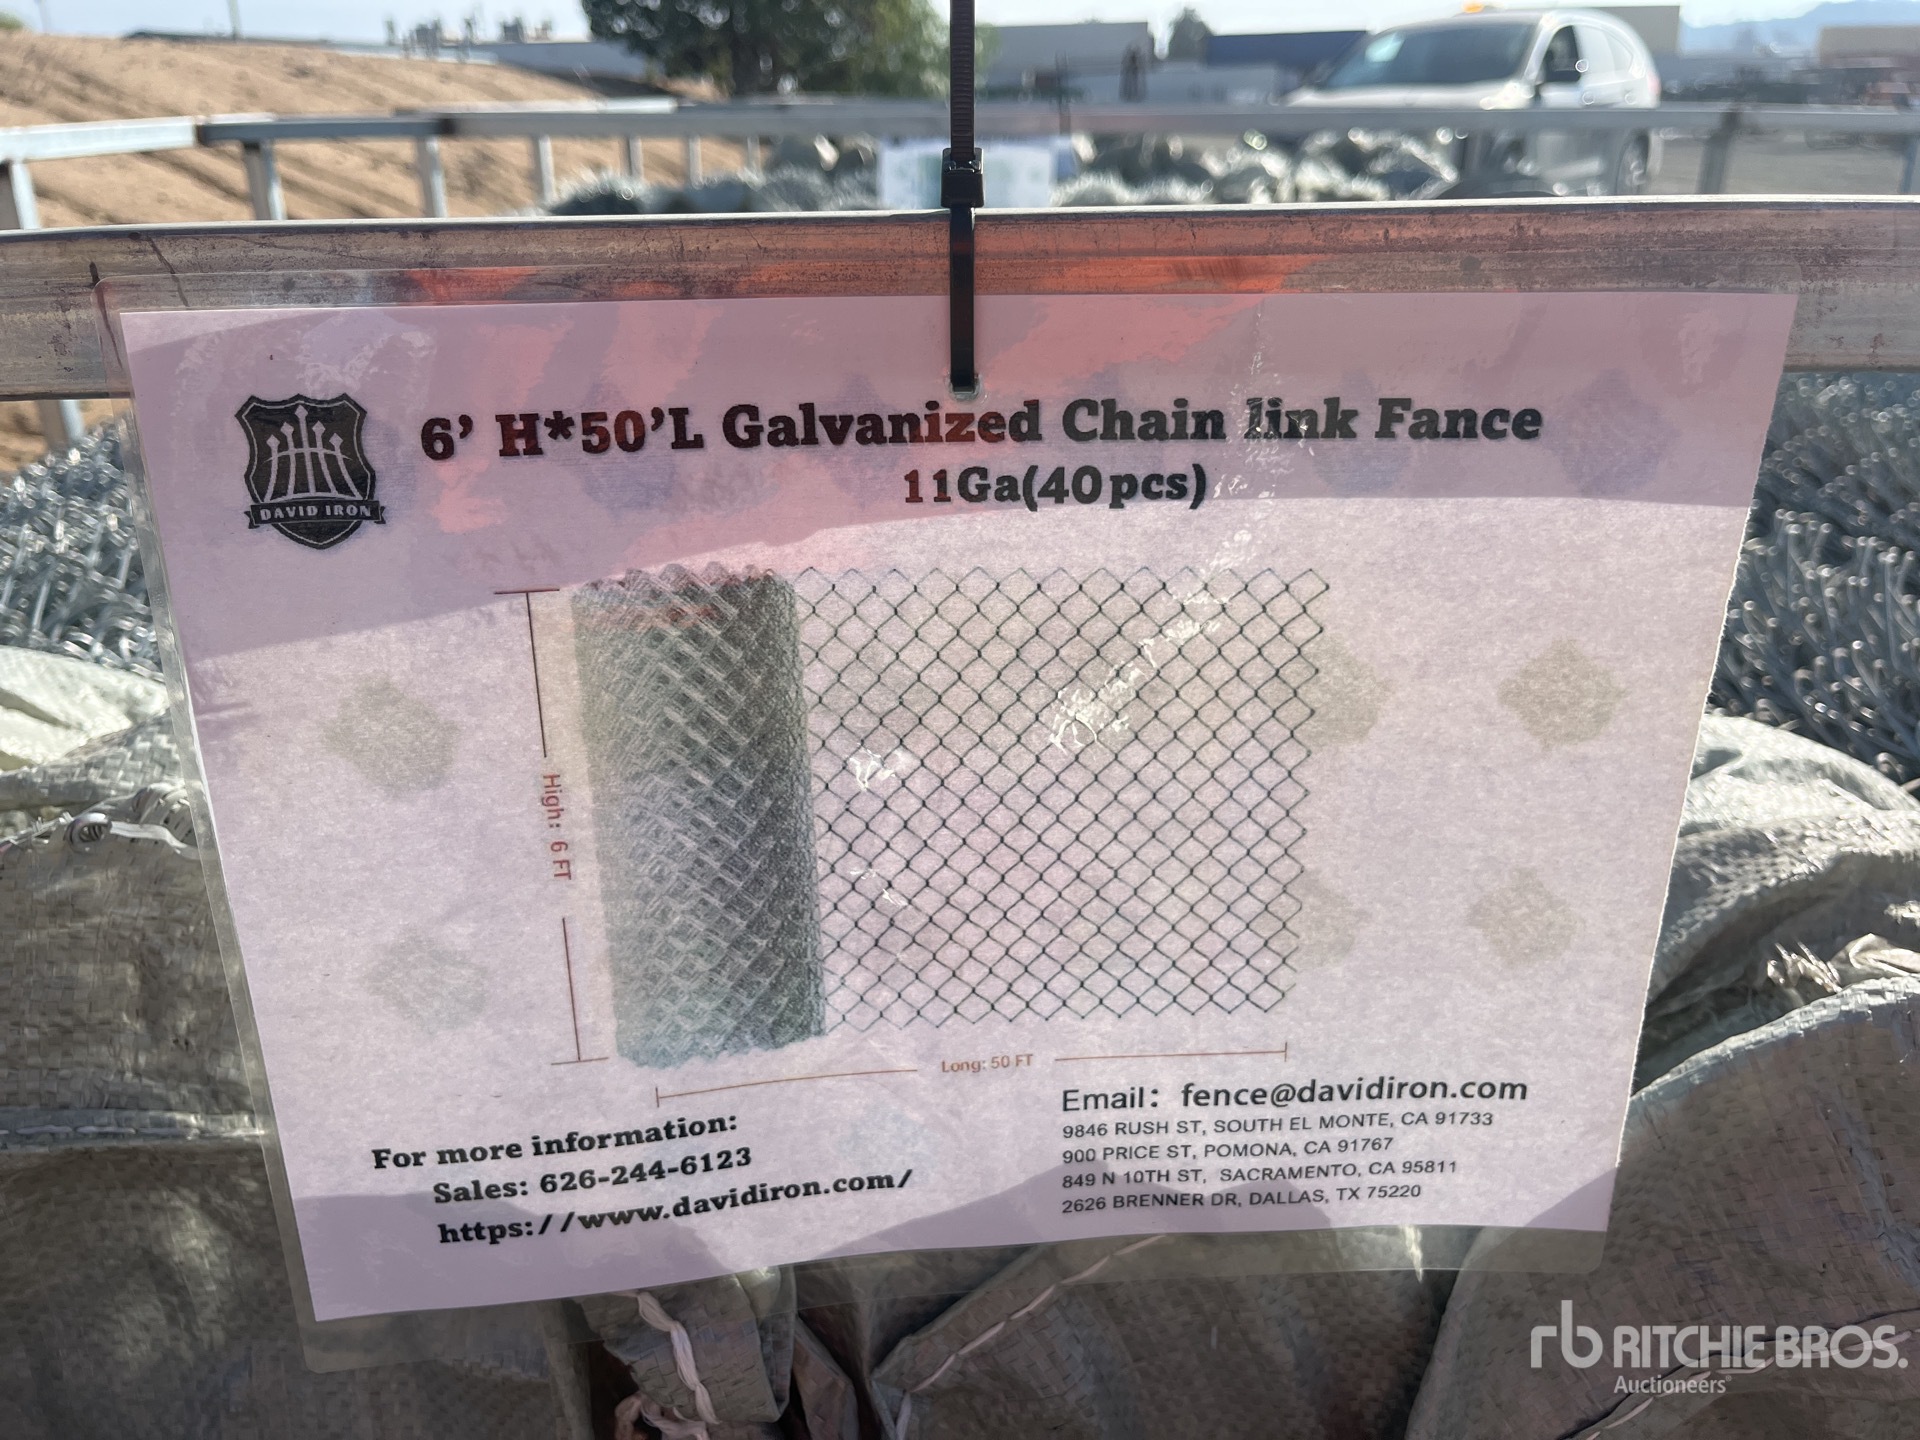 6' H*50'L Galvanized Chain link Fance
11Ga(40pcs)
DAVID IRON
High: 6 FT
Long: 50 FT
For more information:
Sales: 626-244-6123
https://www.davidiron.com/
Email: fence@davidiron.com
9846 RUSH ST, SOUTH EL MONTE, CA 91733
900 PRICE ST, POMONA, CA 91767
849 N 10TH ST, SACRAMENTO, CA 95811
2626 BRENNER DR, DALLAS, TX 75220
rb RITCHIE BROS.
Auctioneers